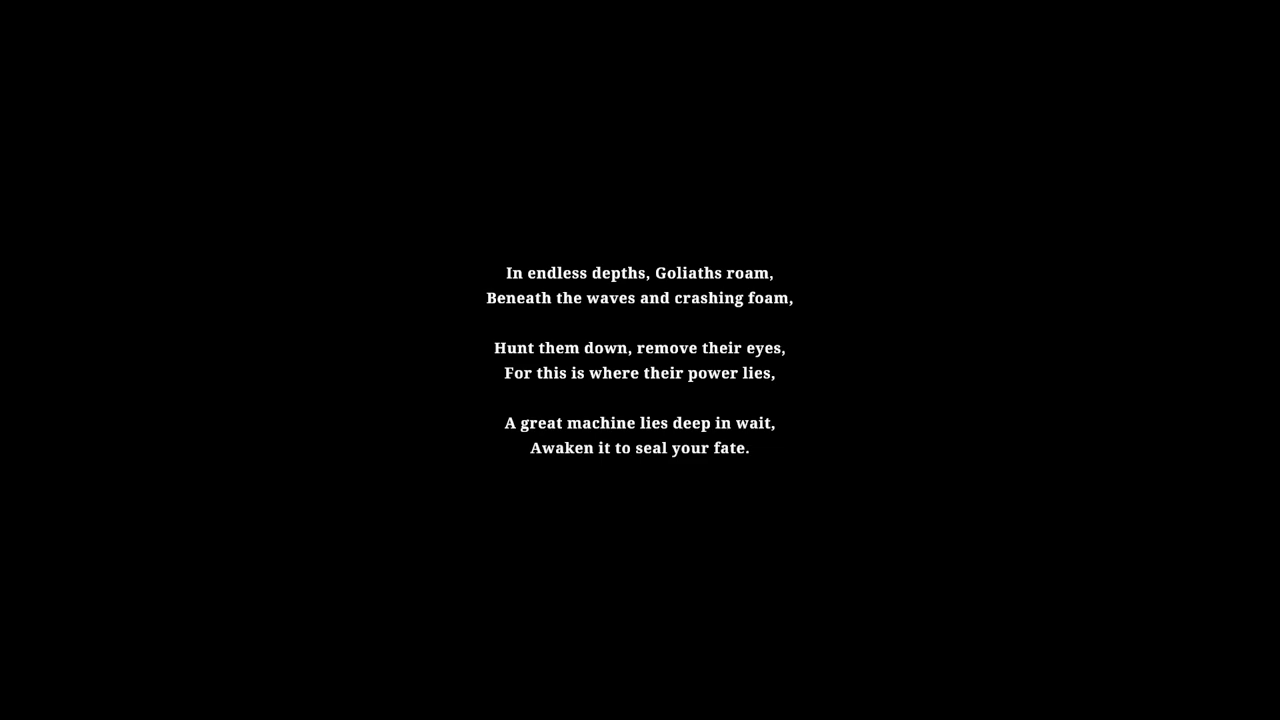 In endless depths, Goliaths roam,
Beneath the waves and crashing foam,
Hunt them down, remove their eyes,
For this is where their power lies,
A great machine lies deep in wait,
Awaken it to seal your fate.